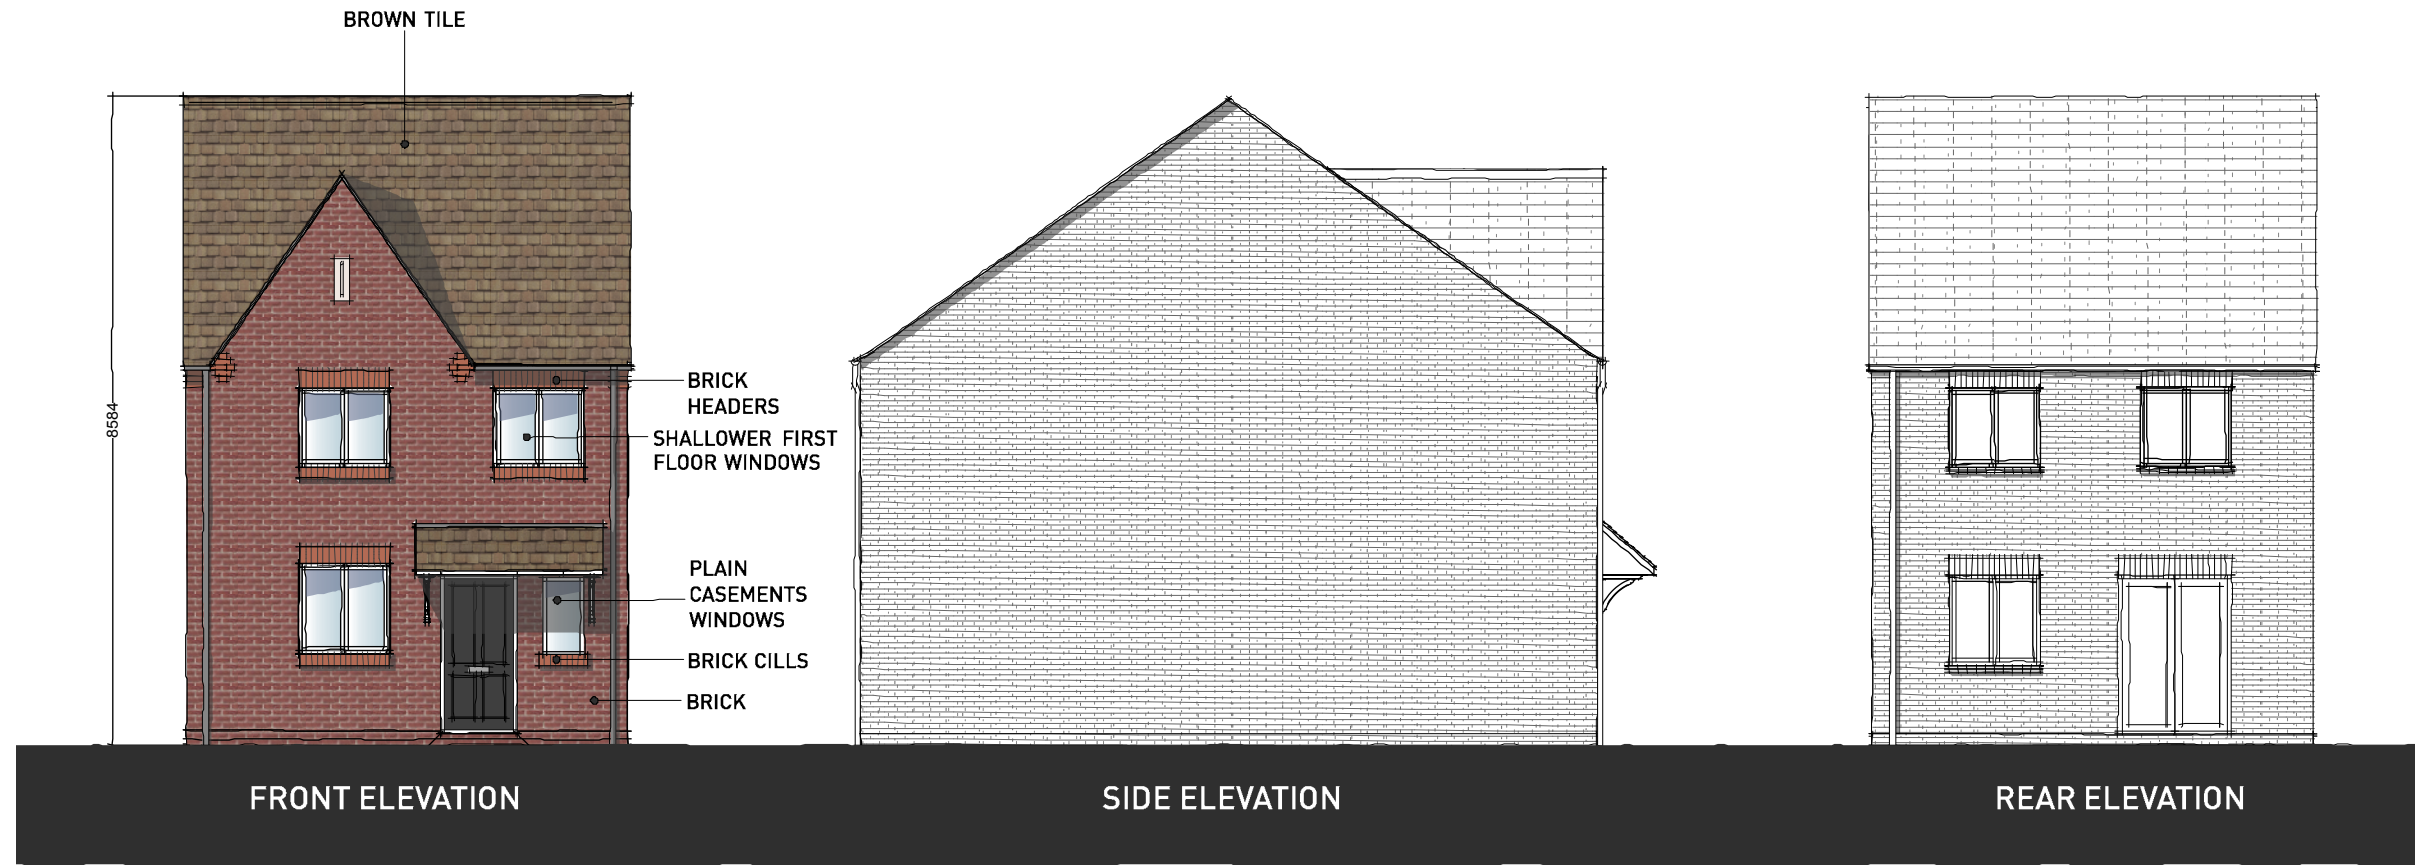 BROWN TILE
8584
BRICK
HEADERS
SHALLOWER FIRST
FLOOR WINDOWS
PLAIN
CASEMENTS
WINDOWS
BRICK CILLS
BRICK
FRONT ELEVATION
SIDE ELEVATION
REAR ELEVATION